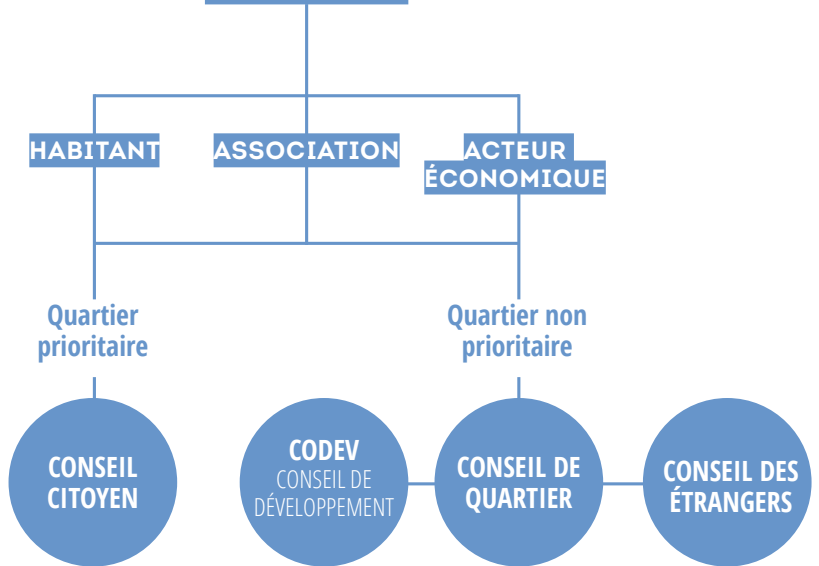 HABITANT
ASSOCIATION
ACTEUR
ÉCONOMIQUE
Quartier
prioritaire
Quartier non
prioritaire
CONSEIL
CITOYEN
CODEV
CONSEIL DE
DÉVELOPPEMENT
CONSEIL DE
QUARTIER
CONSEIL DES
ÉTRANGERS